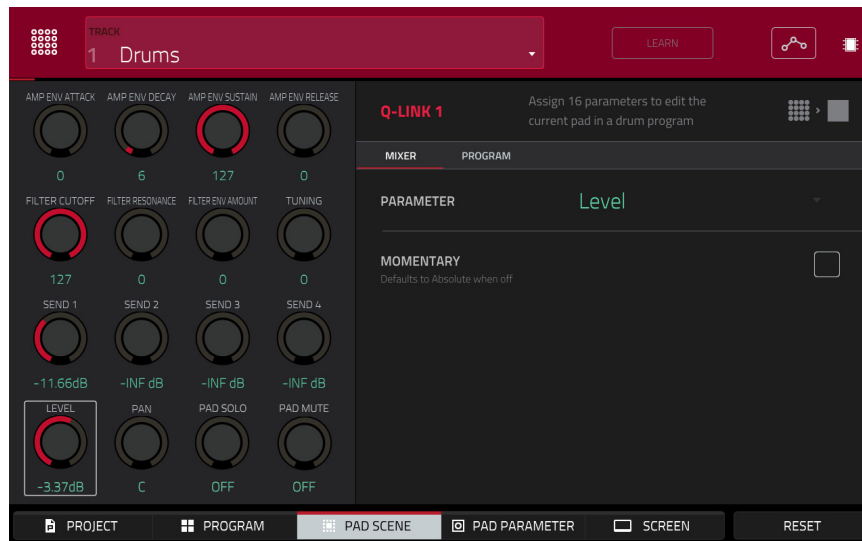 TRACK
1 Drums
LEARN
AMP ENV ATTACK AMP ENV DECAY AMP ENV SUSTAIN AMP ENV RELEASE
0 6 127 0
FILTER CUTOFF FILTER RESONANCE FILTER ENV AMOUNT TUNING
127 0 0 0
SEND 1 SEND 2 SEND 3 SEND 4
-11.66dB -INF dB -INF dB -INF dB
LEVEL PAN PAD SOLO PAD MUTE
-3.37dB C OFF OFF
Q-LINK 1
Assign 16 parameters to edit the
current pad in a drum program
MIXER PROGRAM
PARAMETER Level
MOMENTARY
Defaults to Absolute when off
PROJECT PROGRAM PAD SCENE PAD PARAMETER SCREEN RESET